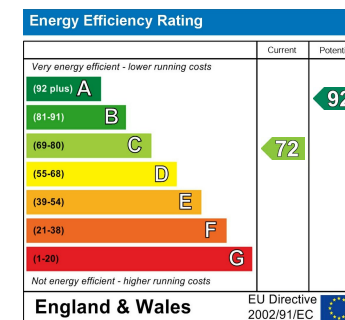 Energy Efficiency Rating
Current Potenti
Very energy efficient - lower running costs
(92 plus) A
92
(81-91) B
(69-80) C
72
(55-68) D
(39-54) E
(21-38) F
(1-20) G
Not energy efficient - higher running costs
England & Wales
EU Directive
2002/91/EC